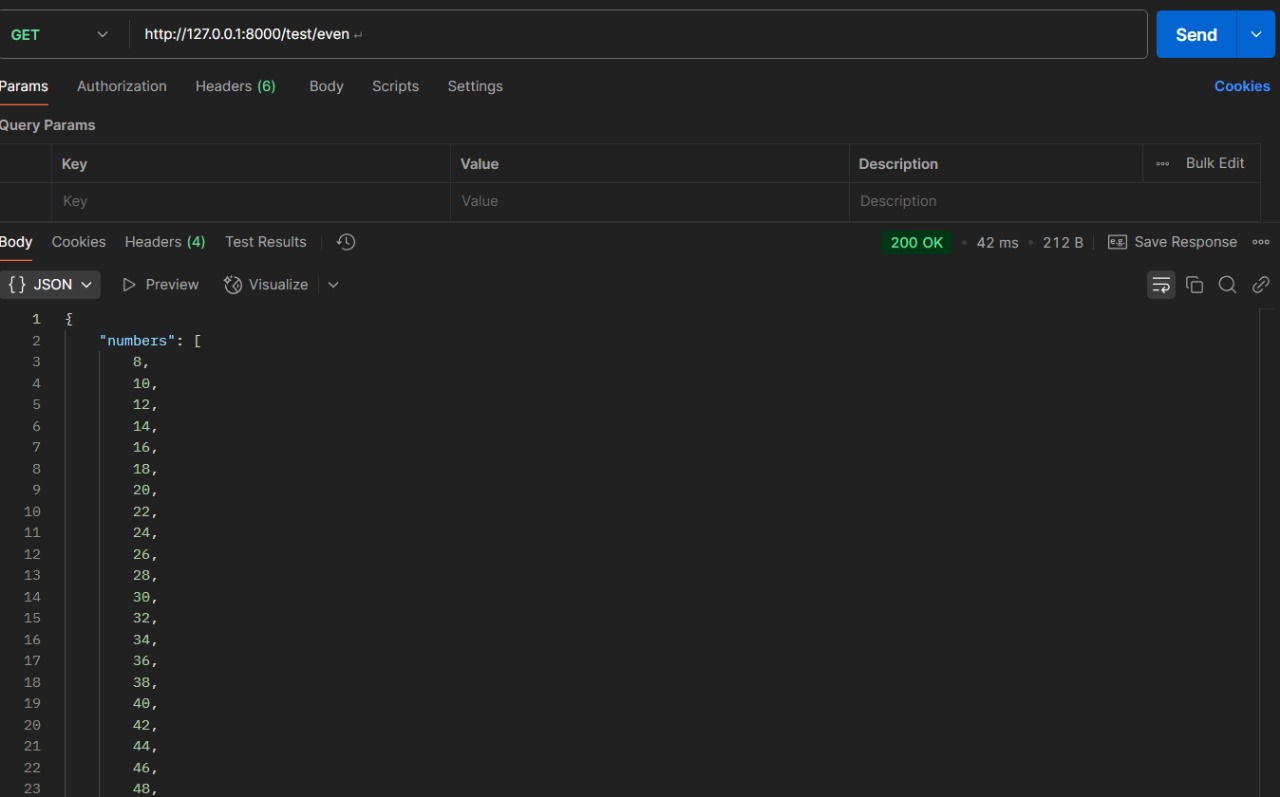 GET http://127.0.0.1:8000/test/even Send
Params Authorization Headers (6) Body Scripts Settings Cookies
Query Params
Key Value Description Bulk Edit
Key Value Description
Body Cookies Headers (4) Test Results 200 OK • 42 ms • 212 B e.g. Save Response
{} JSON Preview Visualize
1 {
2 "numbers": [
3 8,
4 10,
5 12,
6 14,
7 16,
8 18,
9 20,
10 22,
11 24,
12 26,
13 28,
14 30,
15 32,
16 34,
17 36,
18 38,
19 40,
20 42,
21 44,
22 46,
23 48,